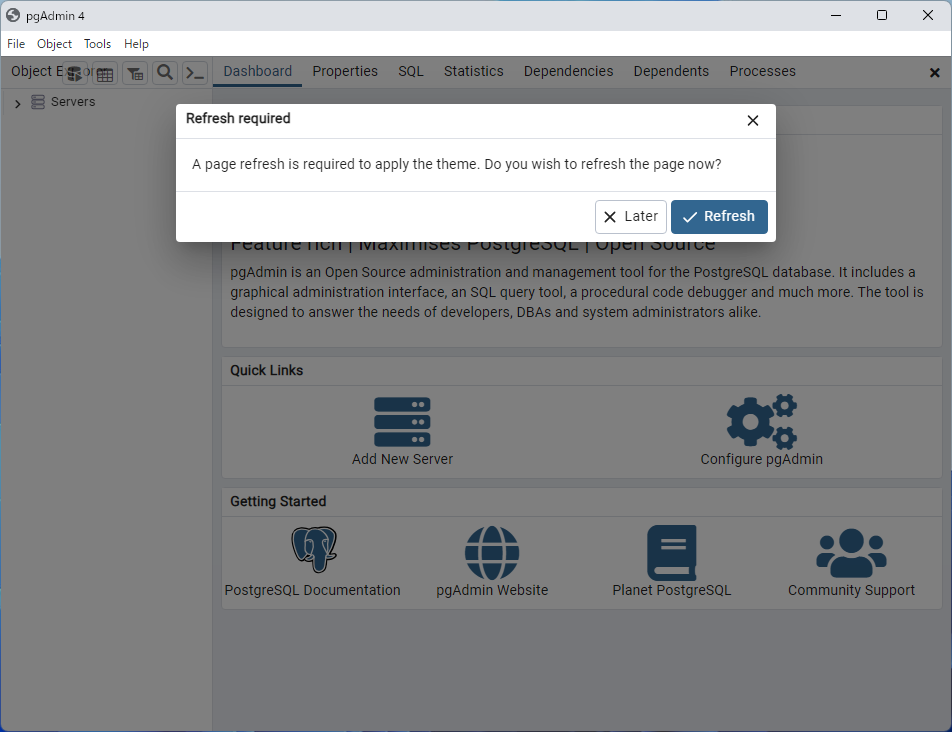 pgAdmin 4
File Object Tools Help
Object Explorer
Dashboard Properties SQL Statistics Dependencies Dependents Processes
Servers
Refresh required
A page refresh is required to apply the theme. Do you wish to refresh the page now?
Later Refresh
Feature rich | Maximises PostgreSQL | Open Source
pgAdmin is an Open Source administration and management tool for the PostgreSQL database. It includes a
graphical administration interface, an SQL query tool, a procedural code debugger and much more. The tool is
designed to answer the needs of developers, DBAs and system administrators alike.
Quick Links
Add New Server Configure pgAdmin
Getting Started
PostgreSQL Documentation pgAdmin Website Planet PostgreSQL Community Support